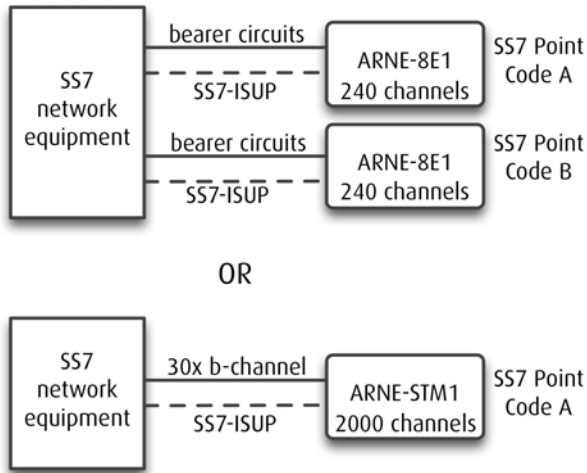 bearer circuits
SS7
network
equipment
SS7-ISUP
ARNE-8E1
240 channels
SS7 Point
Code A
bearer circuits
SS7-ISUP
ARNE-8E1
240 channels
SS7 Point
Code B
OR
SS7
network
equipment
30x b-channel
SS7-ISUP
ARNE-STM1
2000 channels
SS7 Point
Code A